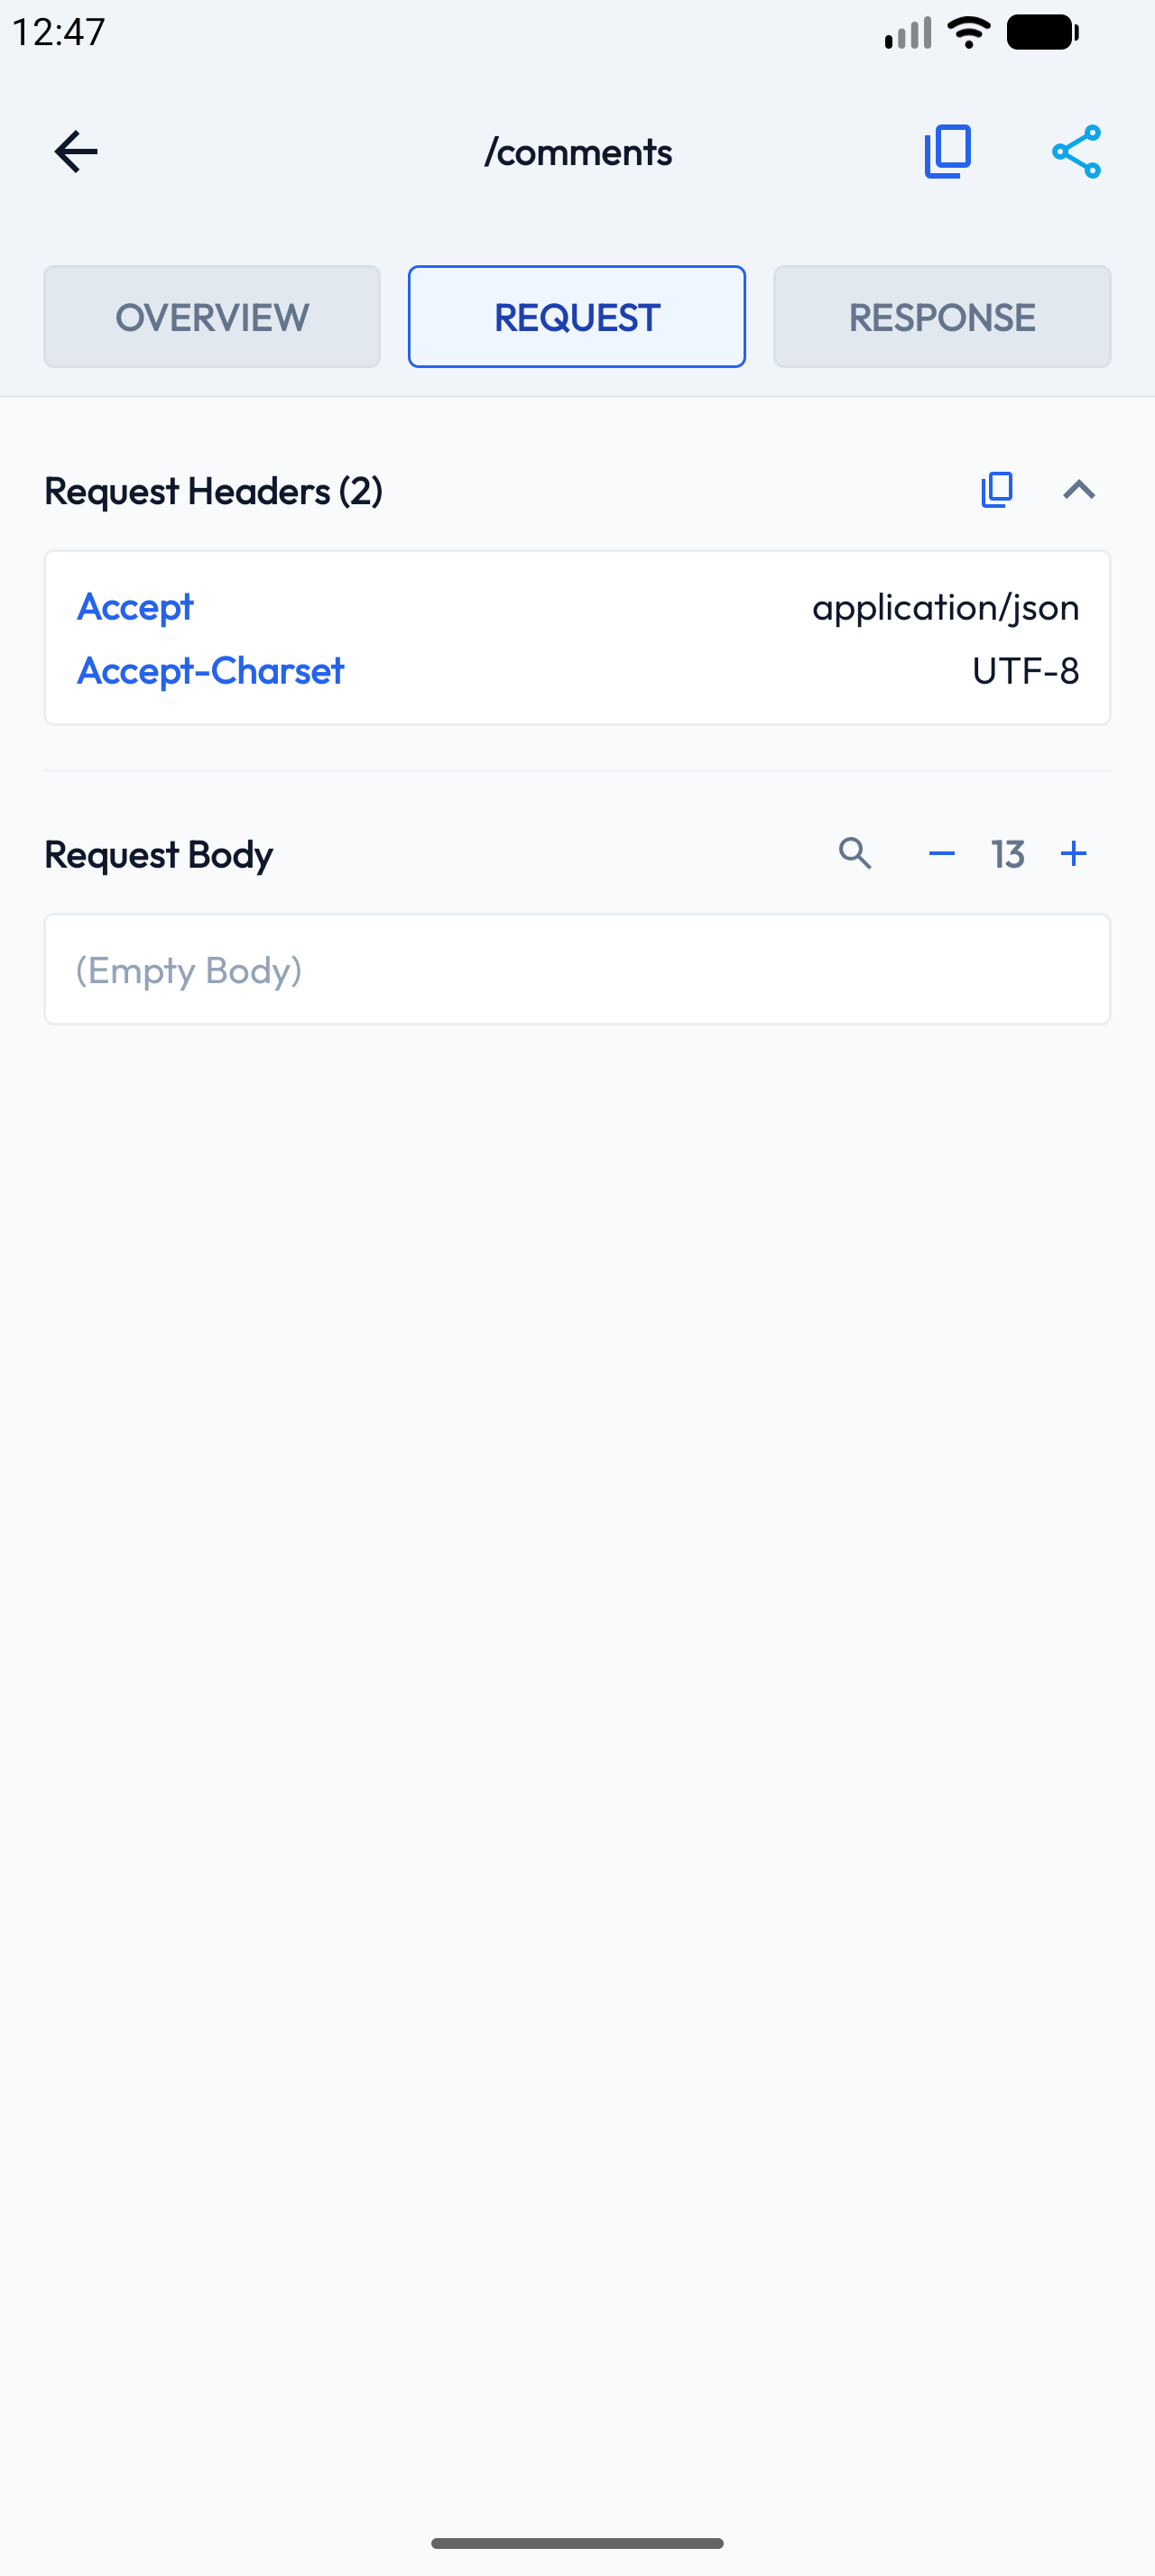 12:47
/comments
OVERVIEW REQUEST RESPONSE
Request Headers (2)
Accept application/json
Accept-Charset UTF-8
Request Body 13
(Empty Body)